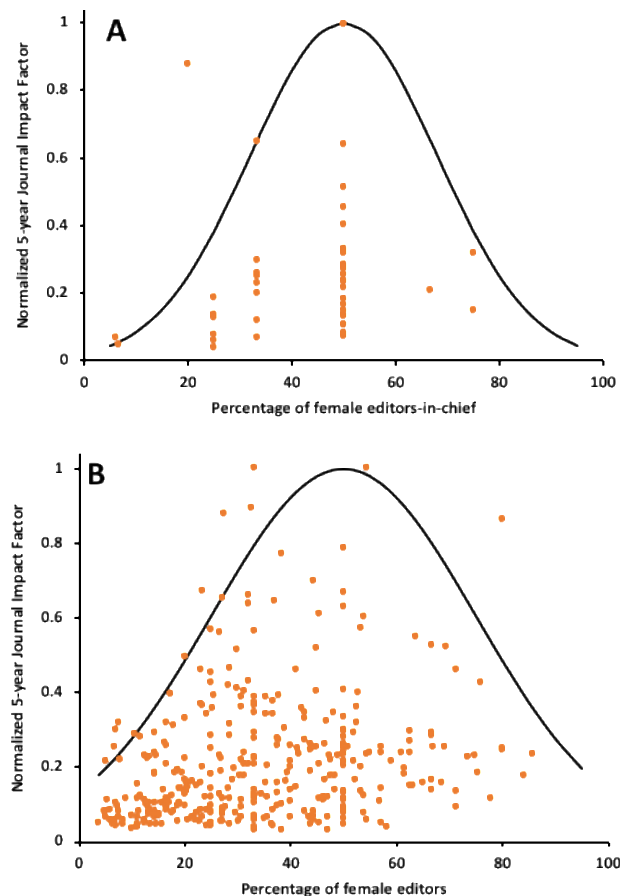 A
Normalized 5-year Journal Impact Factor
1
0.8
0.6
0.4
0.2
0
0 20 40 60 80 100
Percentage of female editors-in-chief
B
Normalized 5-year Journal Impact Factor
1
0.8
0.6
0.4
0.2
0
0 20 40 60 80 100
Percentage of female editors